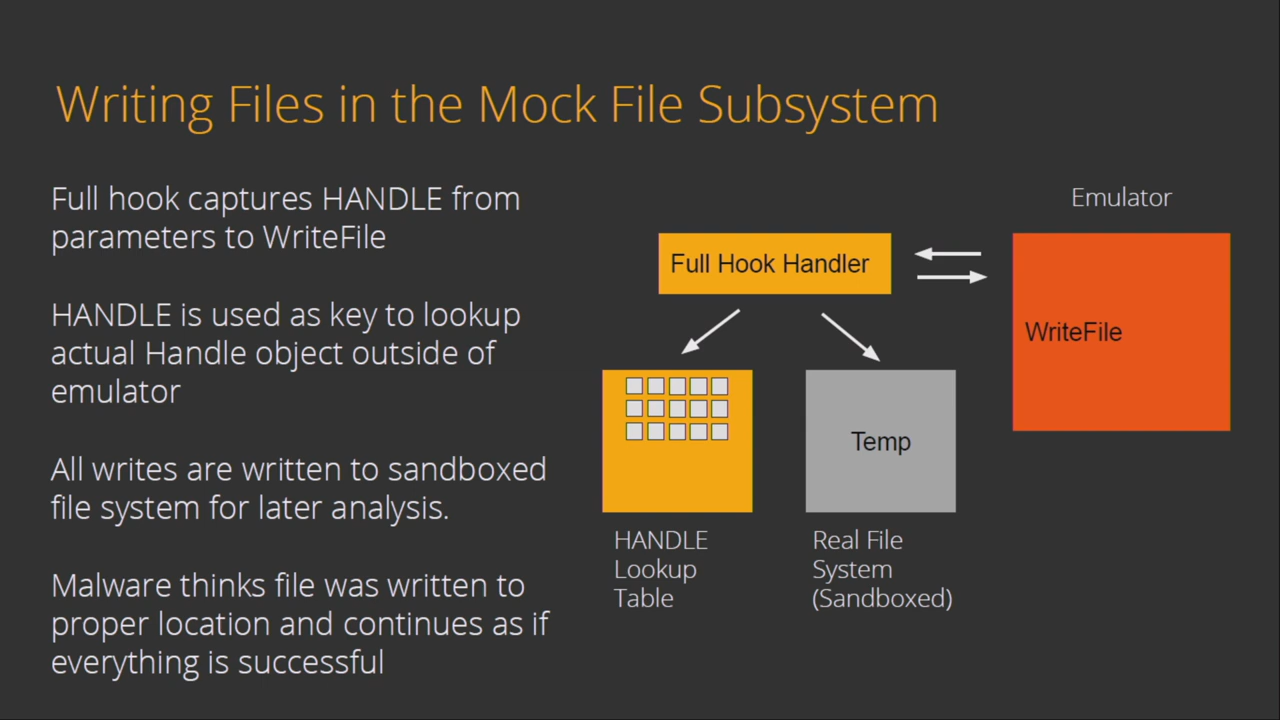 Writing Files in the Mock File Subsystem
Full hook captures HANDLE from
parameters to WriteFile
HANDLE is used as key to lookup
actual Handle object outside of
emulator
All writes are written to sandboxed
file system for later analysis.
Malware thinks file was written to
proper location and continues as if
everything is successful
Emulator
Full Hook Handler
WriteFile
Temp
HANDLE
Lookup
Table
Real File
System
(Sandboxed)